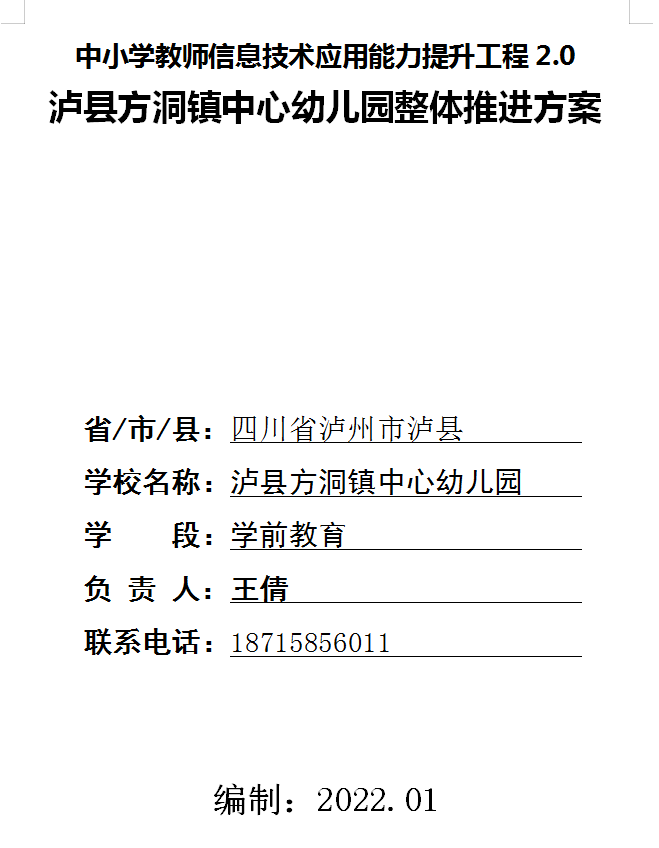 中小学教师信息技术应用能力提升工程 2.0
泸县方洞镇中心幼儿园整体推进方案
省/市/县：四川省泸州市泸县
学校名称：泸县方洞镇中心幼儿园
学　　段：学前教育
负 责 人：王倩
联系电话：18715856011
编制：2022.01